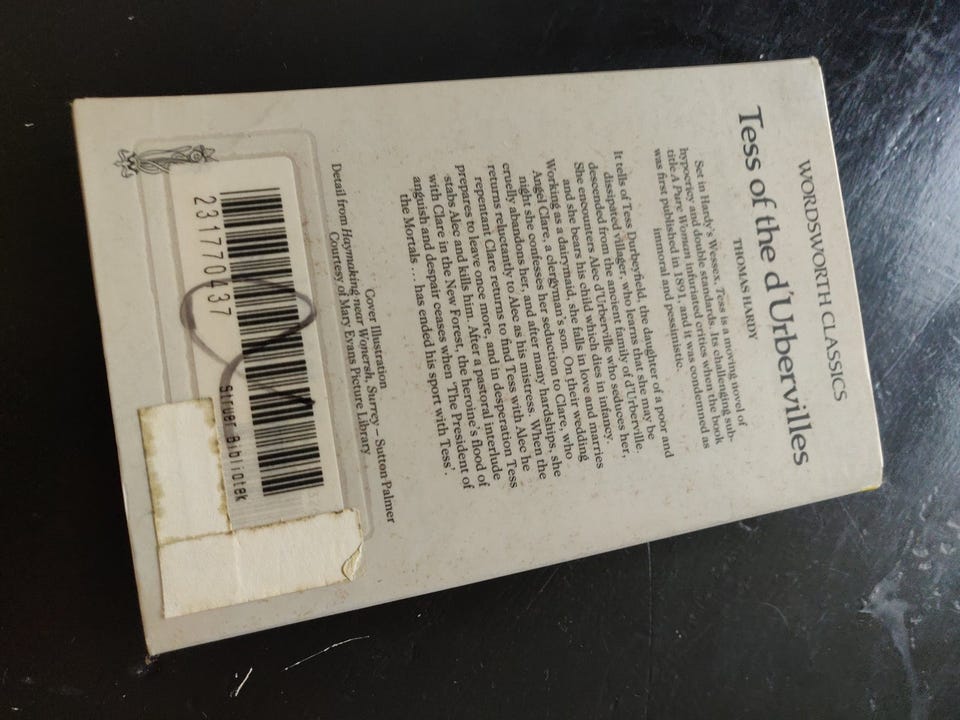 WORDSWORTH CLASSICS
Tess of the d'Urbervilles
THOMAS HARDY
Set in Hardy's Wessex, Tess is a moving novel of
hypocricy and double standards. Its challenging sub-
title A Pure Woman infuriated critics when the book
was first published in 1891, and it was condemned as
immoral and pessimistic.
It tells of Tess Durbeyfield, the daughter of a poor and
dissipated villager, who learns that she may be
descended from the ancient family of d'Urberville.
She encounters Alec d'Urberville who seduces her,
and she bears his child which dies in infancy.
Working as a dairymaid, she falls in love and marries
Angel Clare, a clergyman's son. On their wedding
night she confesses her seduction to Clare, who
cruelly abandons her, and after many hardships, she
returns reluctantly to Alec as his mistress. When the
repentant Clare returns to find Tess with Alec he
prepares to leave once more, and in desperation Tess
stabs Alec and kills him. After a pastoral interlude
with Clare in the New Forest, the heroine's flood of
anguish and despair ceases when 'The President of
the Mortals ... has ended his sport with Tess'.
Cover Illustration
Detail from Haymaking near Wonersh, Surrey – Sutton Palmer
Courtesy of Mary Evans Picture Library
231770437
Struer Bibliotek
W